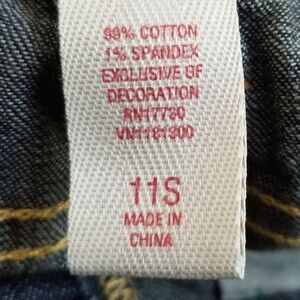 99% COTTON
1% SPANDEX
EXCLUSIVE OF
DECORATION
RN17730
VN1181300
11S
MADE IN
CHINA